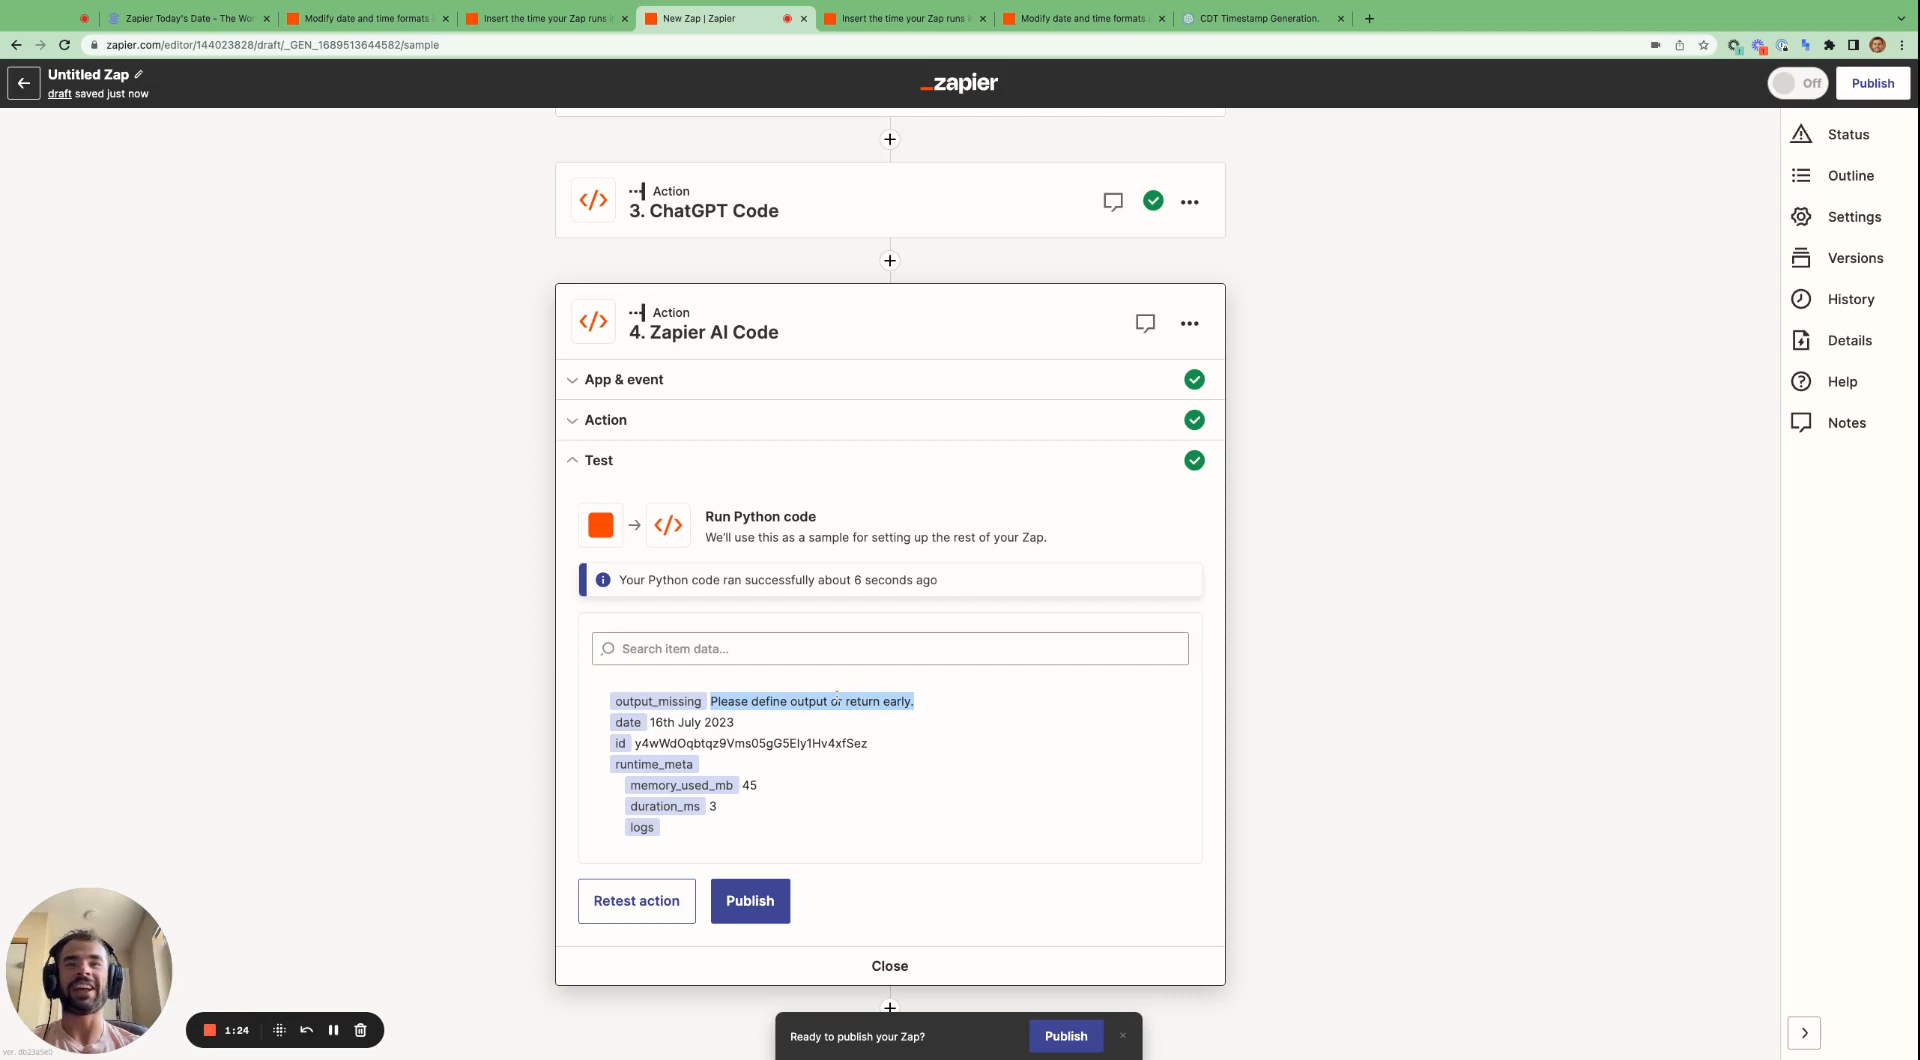 Zapier Today's Date - The Wor
Modify date and time formats i
Insert the time your Zap runs i
New Zap | Zapier
Insert the time your Zap runs i
Modify date and time formats i
CDT Timestamp Generation.
zapier.com/editor/144023828/draft/_GEN_1689513644582/sample
Untitled Zap
draft saved just now
zapier
Off
Publish
Status
Outline
Settings
Versions
History
Details
Help
Notes
Action
3. ChatGPT Code
Action
4. Zapier AI Code
App & event
Action
Test
Run Python code
We'll use this as a sample for setting up the rest of your Zap.
Your Python code ran successfully about 6 seconds ago
Search item data...
output_missing Please define output or return early.
date 16th July 2023
id y4wWdOqbtqz9Vms05gG5Ely1Hv4xfSez
runtime_meta
memory_used_mb 45
duration_ms 3
logs
Retest action
Publish
Close
1:24
Ready to publish your Zap?
Publish
ver. db23a5e0